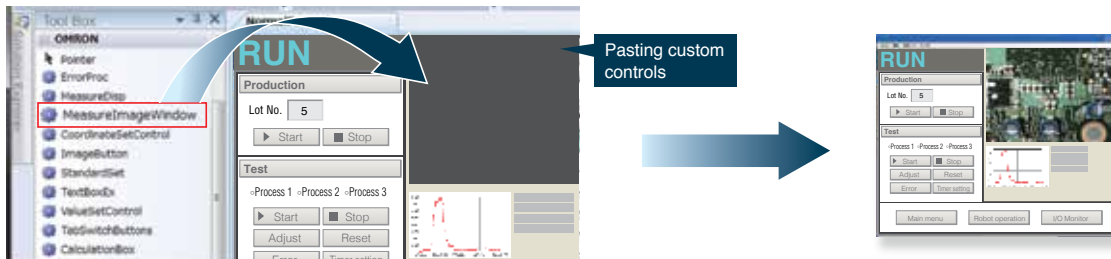 Tool Box
OMRON
Pointer
ErrorProc
MeasureDisp
MeasureImageWindow
CoordinateSetControl
ImageButton
StandardSet
TextBoxEx
ValueSetControl
TabSwitchButtons
CalculationBox
RUN
Production
Lot No. 5
Start Stop
Test
Process 1 Process 2 Process 3
Start Stop
Adjust Reset
Error Timer setting
Pasting custom
controls
RUN
Production
Lot No. 5
Start Stop
Test
Process 1 Process 2 Process 3
Start Stop
Adjust Reset
Error Timer seting
Main menu Robot operation I/O Monitor